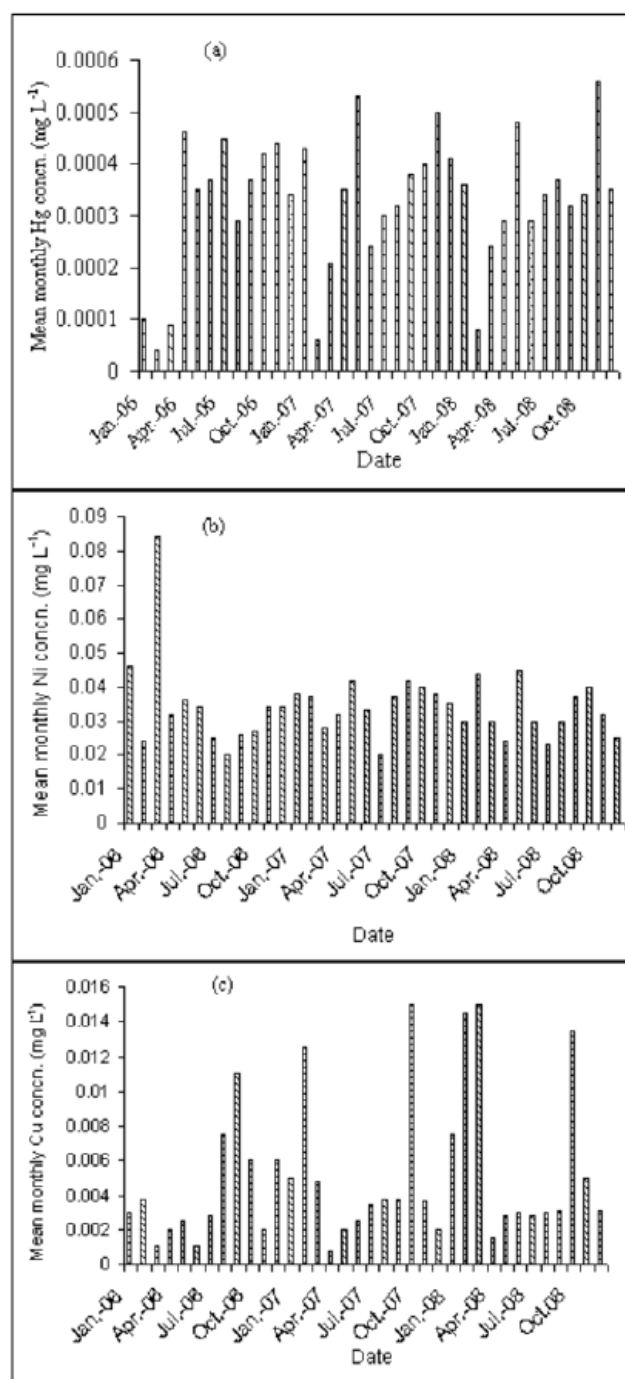 (a)
Mean monthly Hg concn. (mg L⁻¹)
0.0006
0.0005
0.0004
0.0003
0.0002
0.0001
0
Jan.-06
Apr.-06
Jul.-06
Oct.-06
Jan.-07
Apr.-07
Jul.-07
Oct.-07
Jan.-08
Apr.-08
Jul.-08
Oct.08
Date
(b)
Mean monthly Ni concn. (mg L⁻¹)
0.09
0.08
0.07
0.06
0.05
0.04
0.03
0.02
0.01
0
Jan.-06
Apr.-06
Jul.-06
Oct.-06
Jan.-07
Apr.-07
Jul.-07
Oct.-07
Jan.-08
Apr.-08
Jul.-08
Oct.08
Date
(c)
Mean monthly Cu concn. (mg L⁻¹)
0.016
0.014
0.012
0.01
0.008
0.006
0.004
0.002
0
Jan.-06
Apr.-06
Jul.-06
Oct.-06
Jan.-07
Apr.-07
Jul.-07
Oct.-07
Jan.-08
Apr.-08
Jul.-08
Oct.08
Date